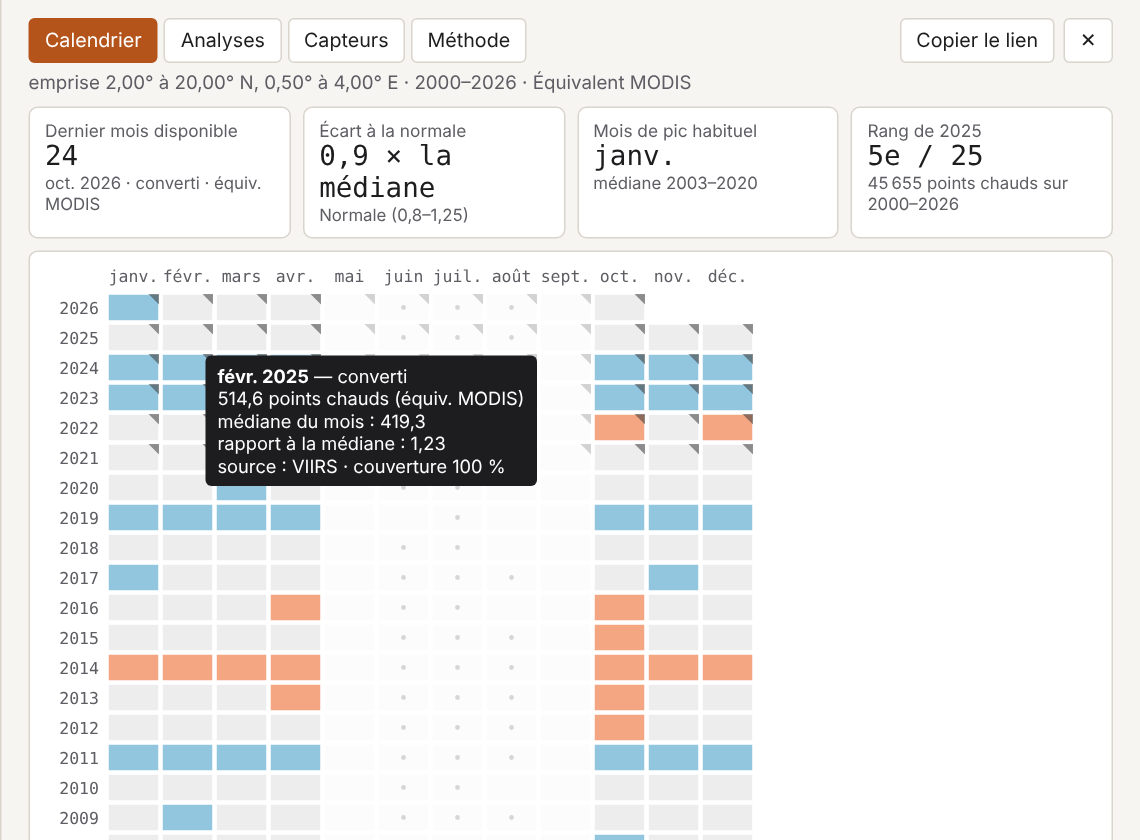 Calendrier
Analyses
Capteurs
Méthode
Copier le lien
×
emprise 2,00° à 20,00° N, 0,50° à 4,00° E · 2000–2026 · Équivalent MODIS
Dernier mois disponible
24
oct. 2026 · converti · équiv.
MODIS
Écart à la normale
0,9 × la
médiane
Normale (0,8–1,25)
Mois de pic habituel
janv.
médiane 2003–2020
Rang de 2025
5e / 25
45 655 points chauds sur
2000–2026
janv. févr. mars avr. mai juin juil. août sept. oct. nov. déc.
2026
2025
2024
2023
2022
2021
2020
2019
2018
2017
2016
2015
2014
2013
2012
2011
2010
2009
févr. 2025 — converti
514,6 points chauds (équiv. MODIS)
médiane du mois : 419,3
rapport à la médiane : 1,23
source : VIIRS · couverture 100 %